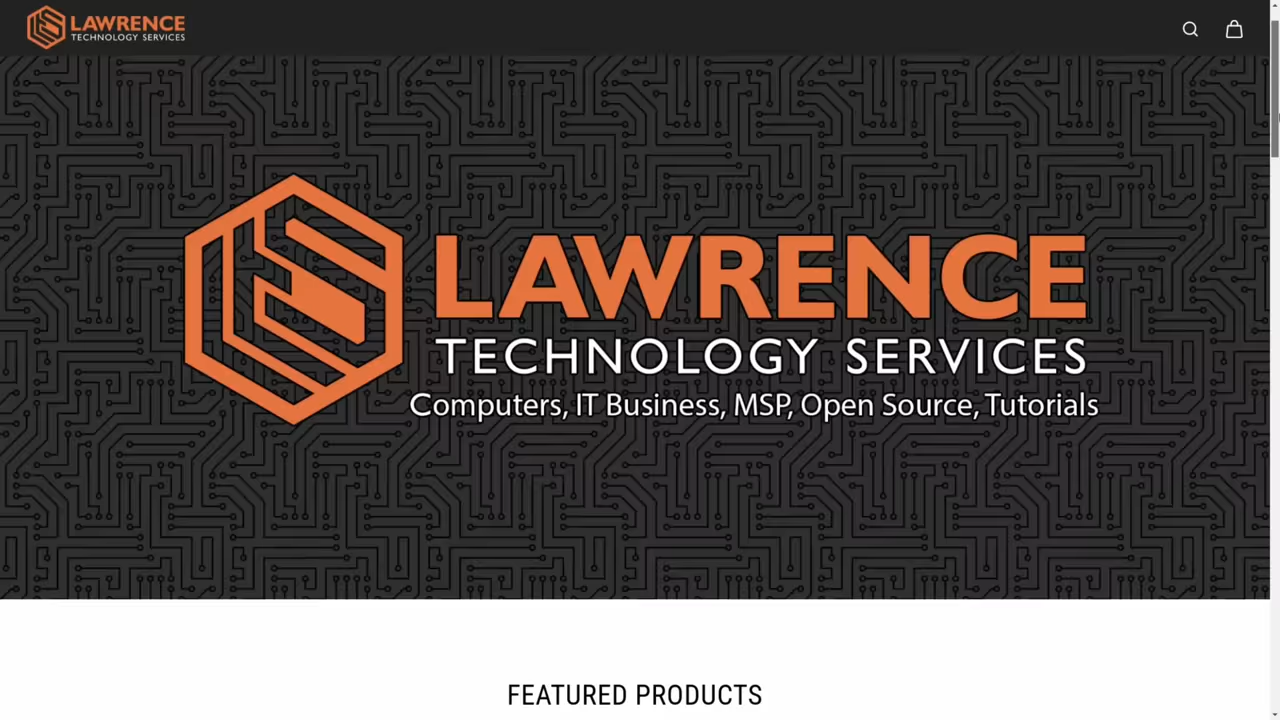 LAWRENCE
TECHNOLOGY SERVICES
LAWRENCE
TECHNOLOGY SERVICES
Computers, IT Business, MSP, Open Source, Tutorials
FEATURED PRODUCTS